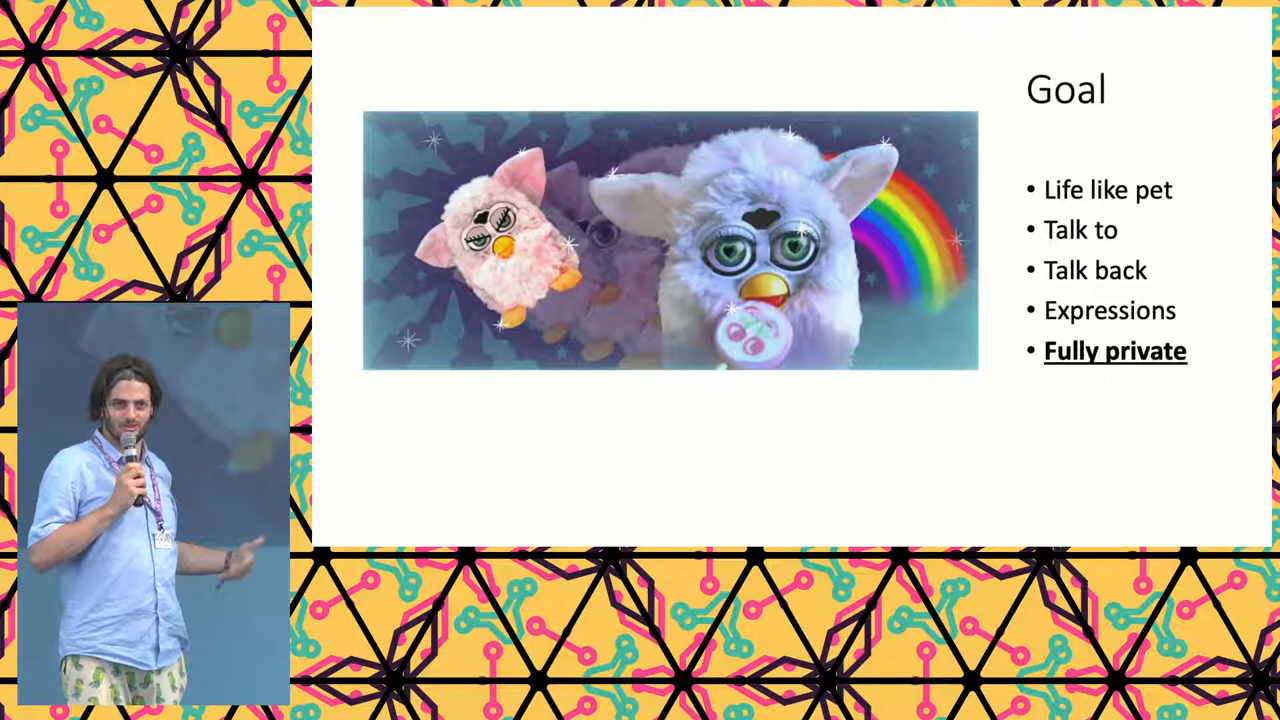 Goal
• Life like pet
• Talk to
• Talk back
• Expressions
• Fully private